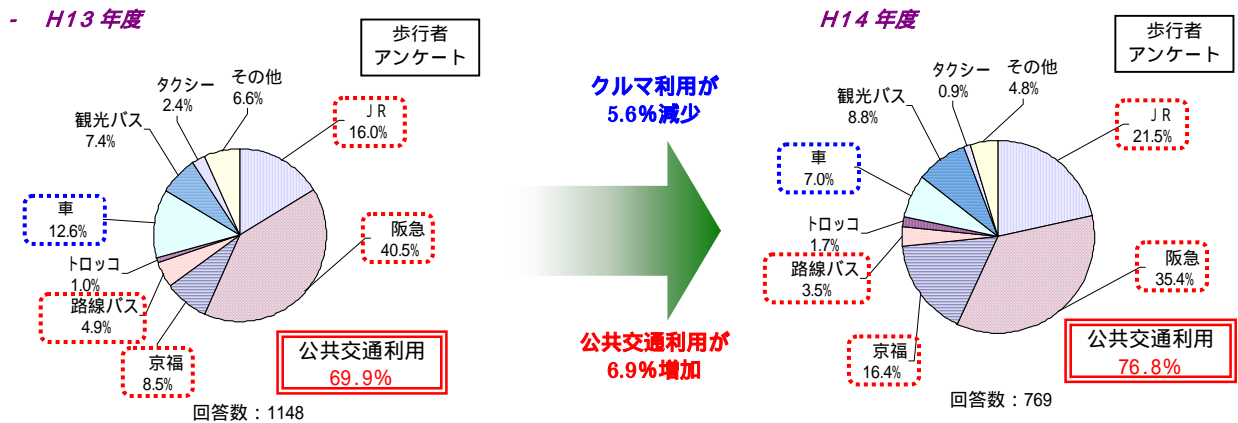 - H13年度
歩行者
アンケート
タクシー
2.4%
その他
6.6%
JR
16.0%
観光バス
7.4%
車
12.6%
阪急
40.5%
トロッコ
1.0%
路線バス
4.9%
京福
8.5%
公共交通利用
69.9%
回答数：1148
クルマ利用が
5.6%減少
公共交通利用が
6.9%増加
H14年度
歩行者
アンケート
タクシー
0.9%
その他
4.8%
JR
21.5%
観光バス
8.8%
車
7.0%
トロッコ
1.7%
路線バス
3.5%
阪急
35.4%
京福
16.4%
公共交通利用
76.8%
回答数：769